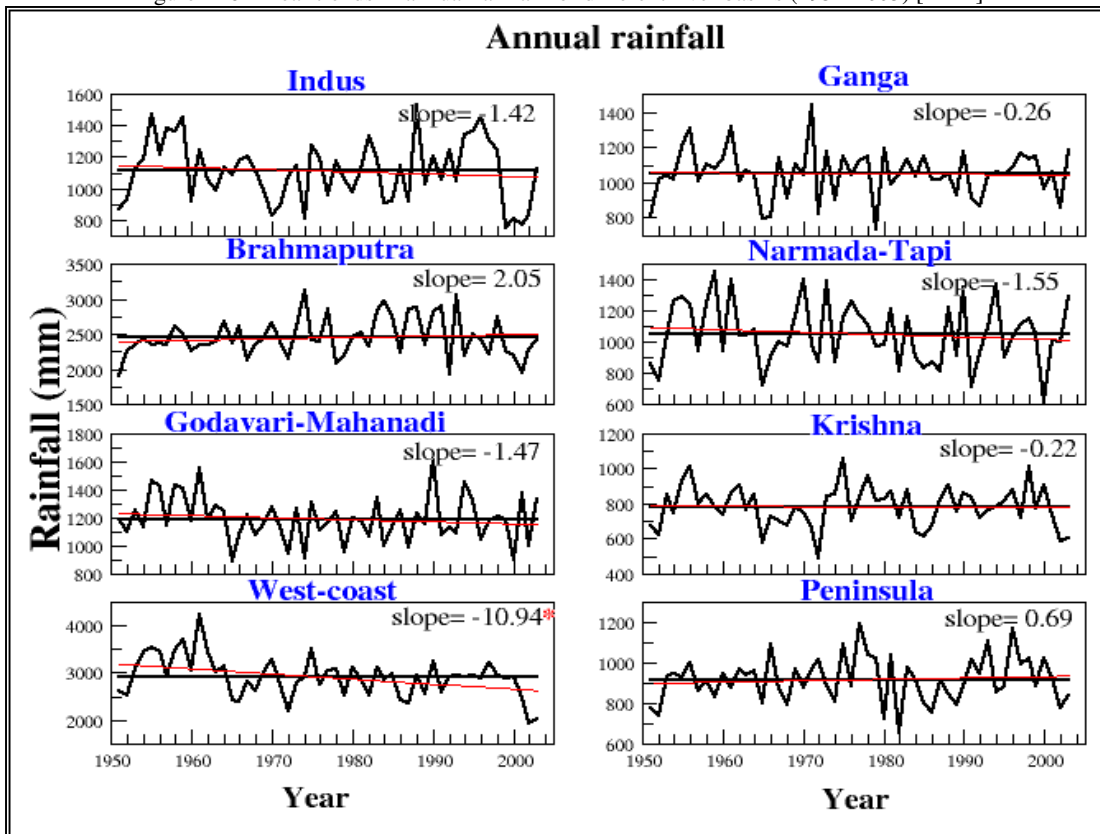 Annual rainfall
Indus
Ganga
1600
1400
1200
1000
800
slope= -1.42
1400
1200
1000
800
slope= -0.26
Brahmaputra
Narmada-Tapi
3500
3000
2500
2000
1500
slope= 2.05
1400
1200
1000
800
600
slope= -1.55
Godavari-Mahanadi
Krishna
1800
1600
1400
1200
1000
800
slope= -1.47
1200
1000
800
600
400
slope= -0.22
West-coast
Peninsula
4000
3000
2000
slope= -10.94*
1200
1000
800
600
slope= 0.69
1950 1960 1970 1980 1990 2000
1950 1960 1970 1980 1990 2000
Year
Year
Rainfall (mm)